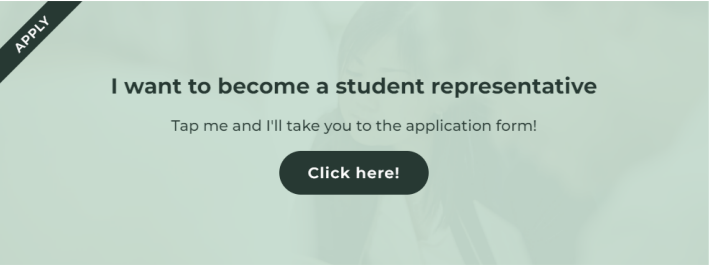 APPLY
I want to become a student representative
Tap me and I'll take you to the application form!
Click here!